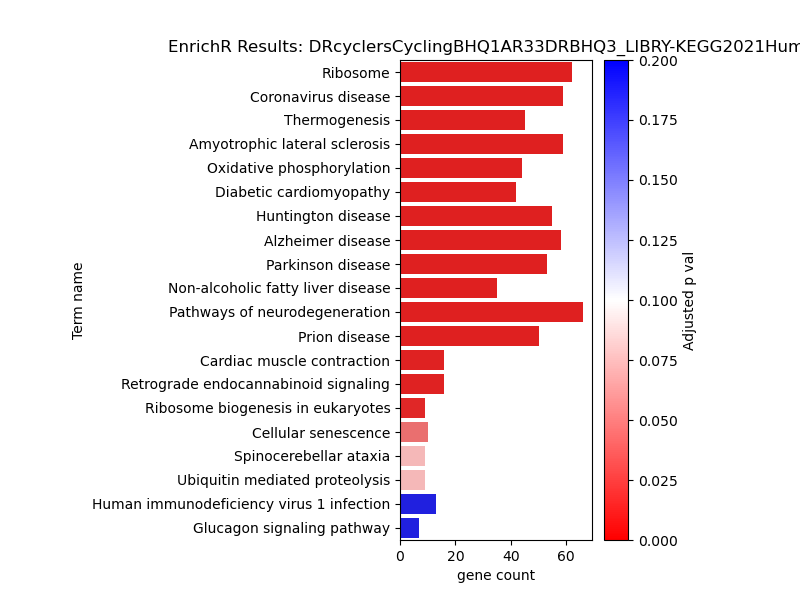 EnrichR Results: DRcyclersCyclingBHQ1AR33DRBHQ3_LIBRY-KEGG2021Hum
Ribosome
Coronavirus disease
Thermogenesis
Amyotrophic lateral sclerosis
Oxidative phosphorylation
Diabetic cardiomyopathy
Huntington disease
Alzheimer disease
Parkinson disease
Non-alcoholic fatty liver disease
Pathways of neurodegeneration
Prion disease
Cardiac muscle contraction
Retrograde endocannabinoid signaling
Ribosome biogenesis in eukaryotes
Cellular senescence
Spinocerebellar ataxia
Ubiquitin mediated proteolysis
Human immunodeficiency virus 1 infection
Glucagon signaling pathway
Term name
0 20 40 60
gene count
0.200
0.175
0.150
0.125
0.100
0.075
0.050
0.025
0.000
Adjusted p val